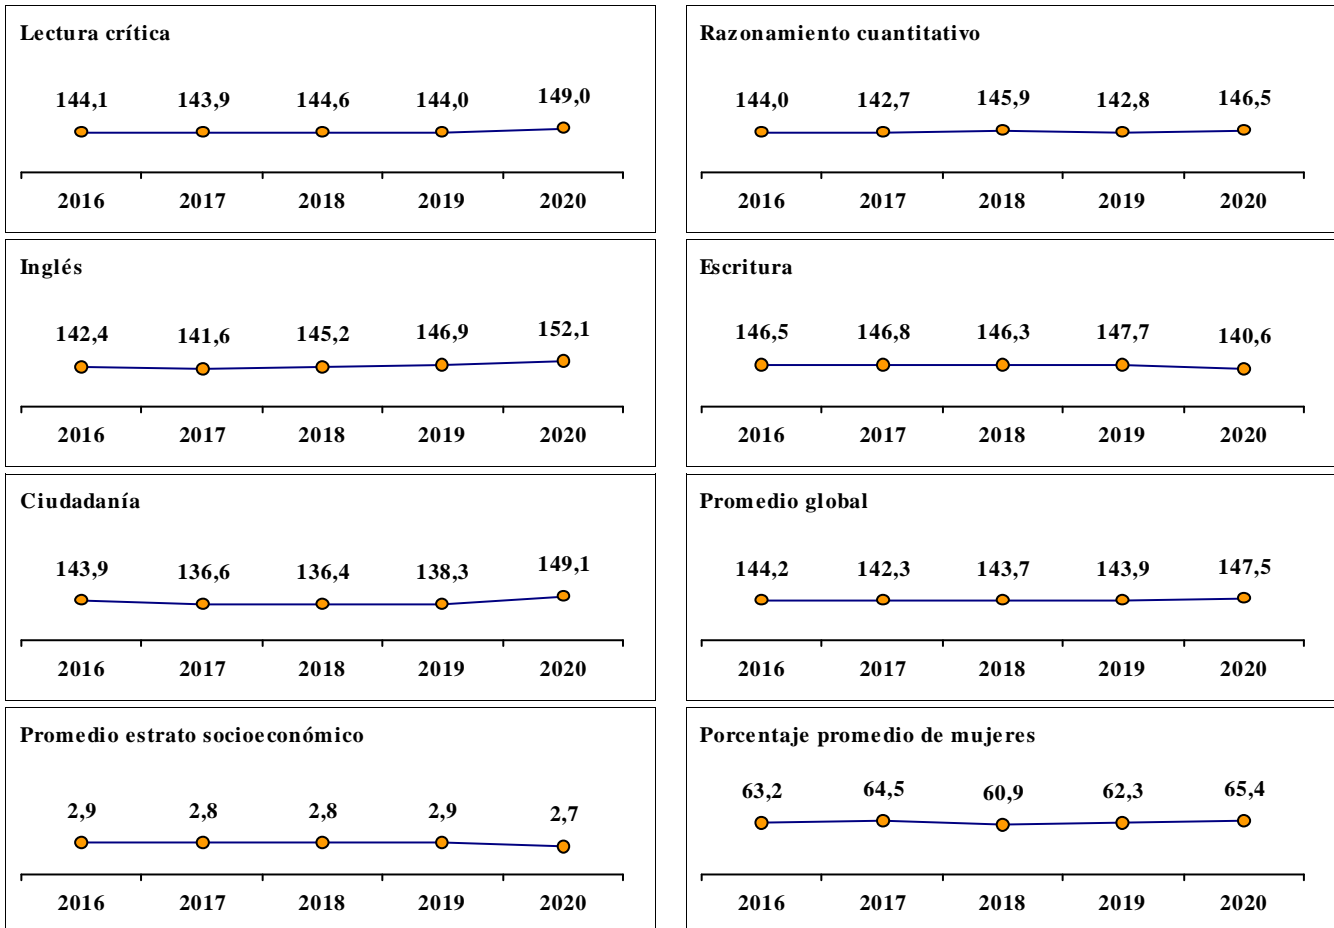 Lectura crítica
144,1 143,9 144,6 144,0 149,0
2016 2017 2018 2019 2020
Razonamiento cuantitativo
144,0 142,7 145,9 142,8 146,5
2016 2017 2018 2019 2020
Inglés
142,4 141,6 145,2 146,9 152,1
2016 2017 2018 2019 2020
Escritura
146,5 146,8 146,3 147,7 140,6
2016 2017 2018 2019 2020
Ciudadanía
143,9 136,6 136,4 138,3 149,1
2016 2017 2018 2019 2020
Promedio global
144,2 142,3 143,7 143,9 147,5
2016 2017 2018 2019 2020
Promedio estrato socioeconómico
2,9 2,8 2,8 2,9 2,7
2016 2017 2018 2019 2020
Porcentaje promedio de mujeres
63,2 64,5 60,9 62,3 65,4
2016 2017 2018 2019 2020